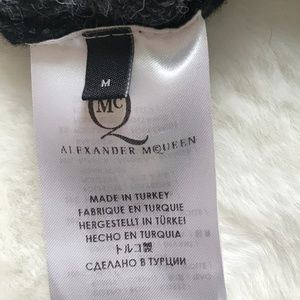 M
McQ
ALEXANDER McQUEEN
MADE IN TURKEY
FABRIQUE EN TURQUIE
HERGESTELLT IN TÜRKEI
HECHO EN TURQUIA
トルコ製
СДЕЛАНО В ТУРЦИИ